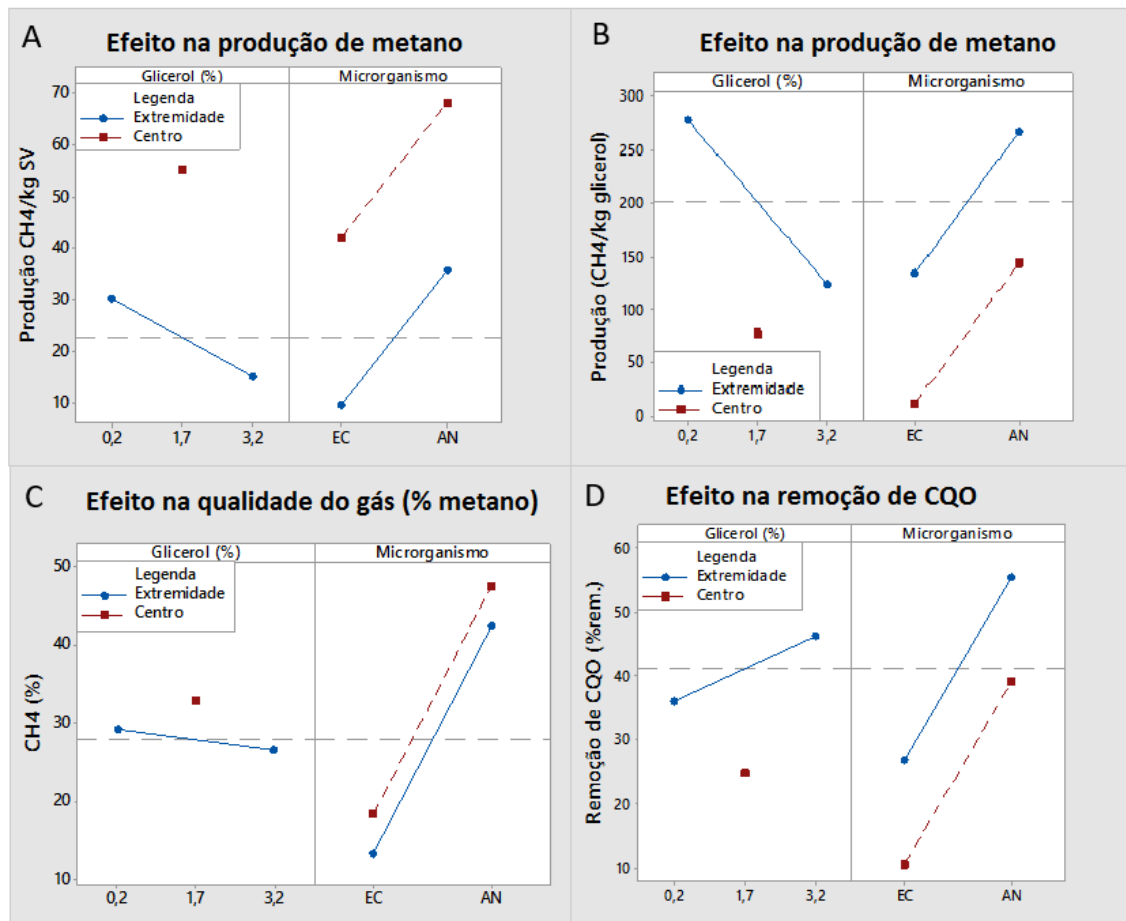 A
Efeito na produção de metano
Glicerol (%) Microrganismo
Legenda
Extremidade
Centro
Produção CH4/kg SV
70
60
50
40
30
20
10
0,2 1,7 3,2 EC AN
B
Efeito na produção de metano
Glicerol (%) Microrganismo
Produção (CH4/kg glicerol)
300
250
200
150
100
50
0
Legenda
Extremidade
Centro
0,2 1,7 3,2 EC AN
C
Efeito na qualidade do gás (% metano)
Glicerol (%) Microrganismo
Legenda
Extremidade
Centro
CH4 (%)
50
40
30
20
10
0,2 1,7 3,2 EC AN
D
Efeito na remoção de CQO
Glicerol (%) Microrganismo
Legenda
Extremidade
Centro
Remoção de CQO (%rem.)
60
50
40
30
20
10
0,2 1,7 3,2 EC AN